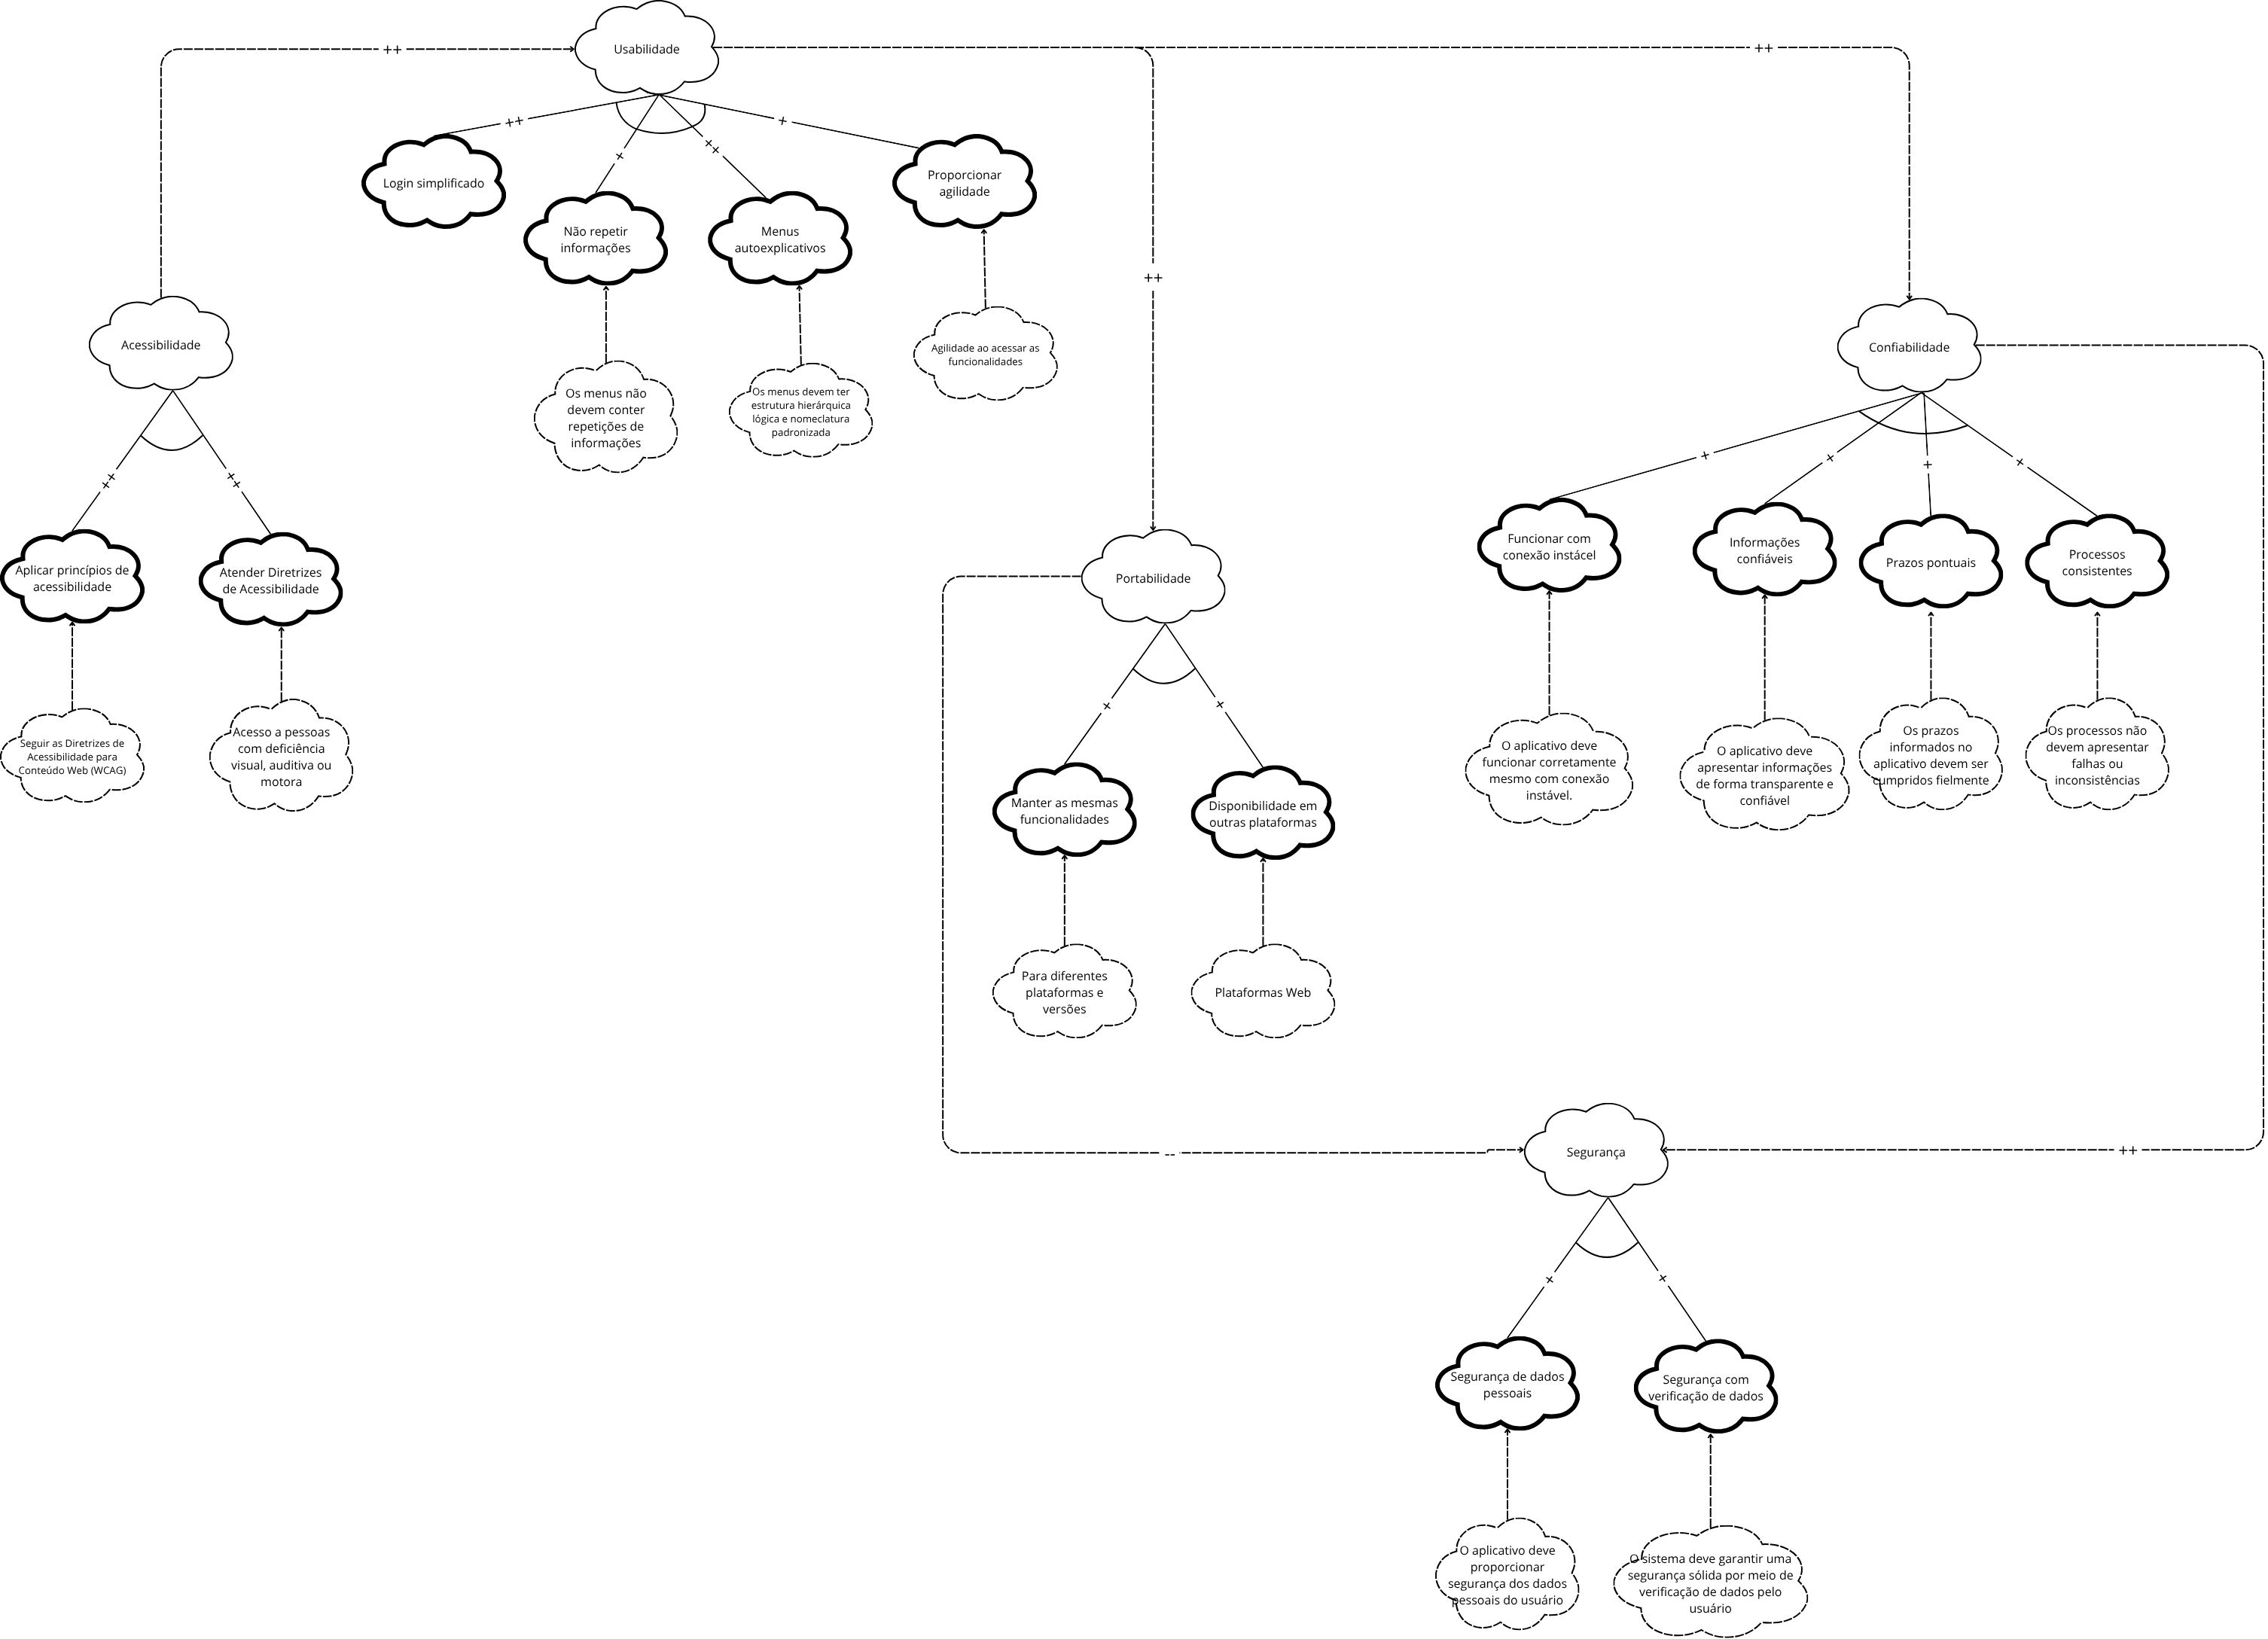 Usabilidade
++
++
++
+
Login simplificado
Proporcionar
agilidade
+
++
Não repetir
informações
Menus
autoexplicativos
++
Acessibilidade
Agilidade ao acessar as
funcionalidades
Confiabilidade
Os menus não
devem conter
repetições de
informações
Os menus devem ter
estrutura hierárquica
lógica e nomeclatura
padronizada
++
++
+
+
+
+
Aplicar princípios de
acessibilidade
Atender Diretrizes
de Acessibilidade
Portabilidade
Funcionar com
conexão instácel
Informações
confiáveis
Prazos pontuais
Processos
consistentes
+
+
Seguir as Diretrizes de
Acessibilidade para
Conteúdo Web (WCAG)
Acesso a pessoas
com deficiência
visual, auditiva ou
motora
Manter as mesmas
funcionalidades
Disponibilidade em
outras plataformas
O aplicativo deve
funcionar corretamente
mesmo com conexão
instável.
O aplicativo deve
apresentar informações
de forma transparente e
confiável
Os prazos
informados no
aplicativo devem ser
cumpridos fielmente
Os processos não
devem apresentar
falhas ou
inconsistências
Para diferentes
plataformas e
versões
Plataformas Web
--
Segurança
++
+
+
Segurança de dados
pessoais
Segurança com
verificação de dados
O aplicativo deve
proporcionar
segurança dos dados
pessoais do usuário
O sistema deve garantir uma
segurança sólida por meio de
verificação de dados pelo
usuário